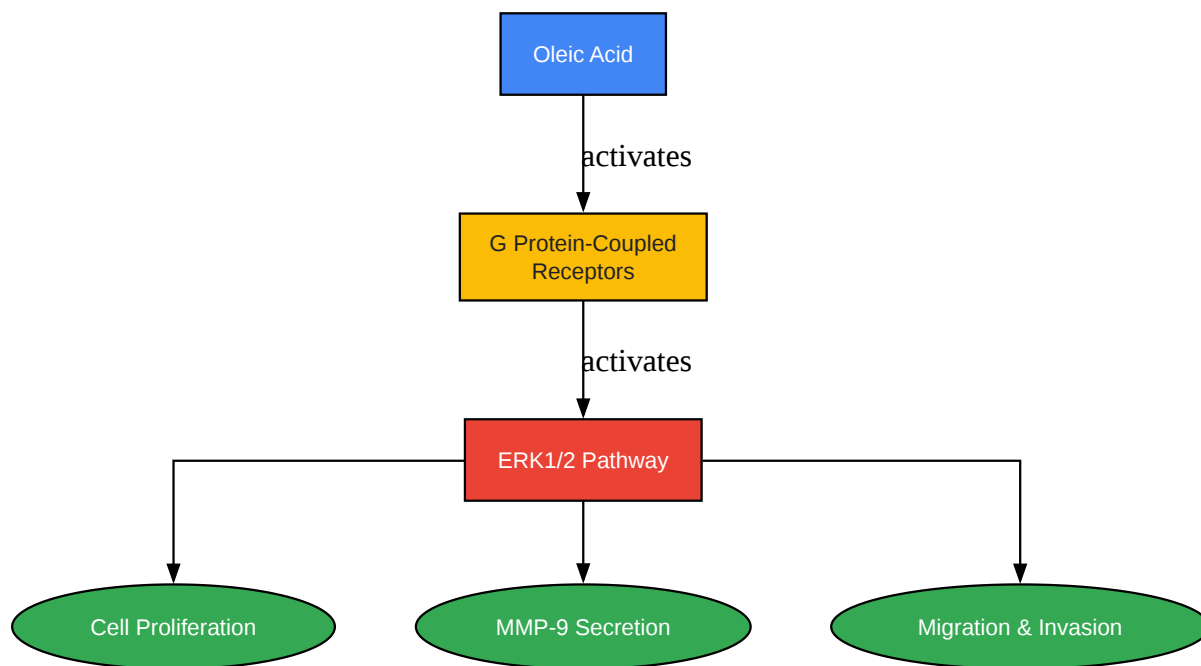 Oleic Acid
activates
G Protein-Coupled
Receptors
activates
ERK1/2 Pathway
Cell Proliferation
MMP-9 Secretion
Migration & Invasion